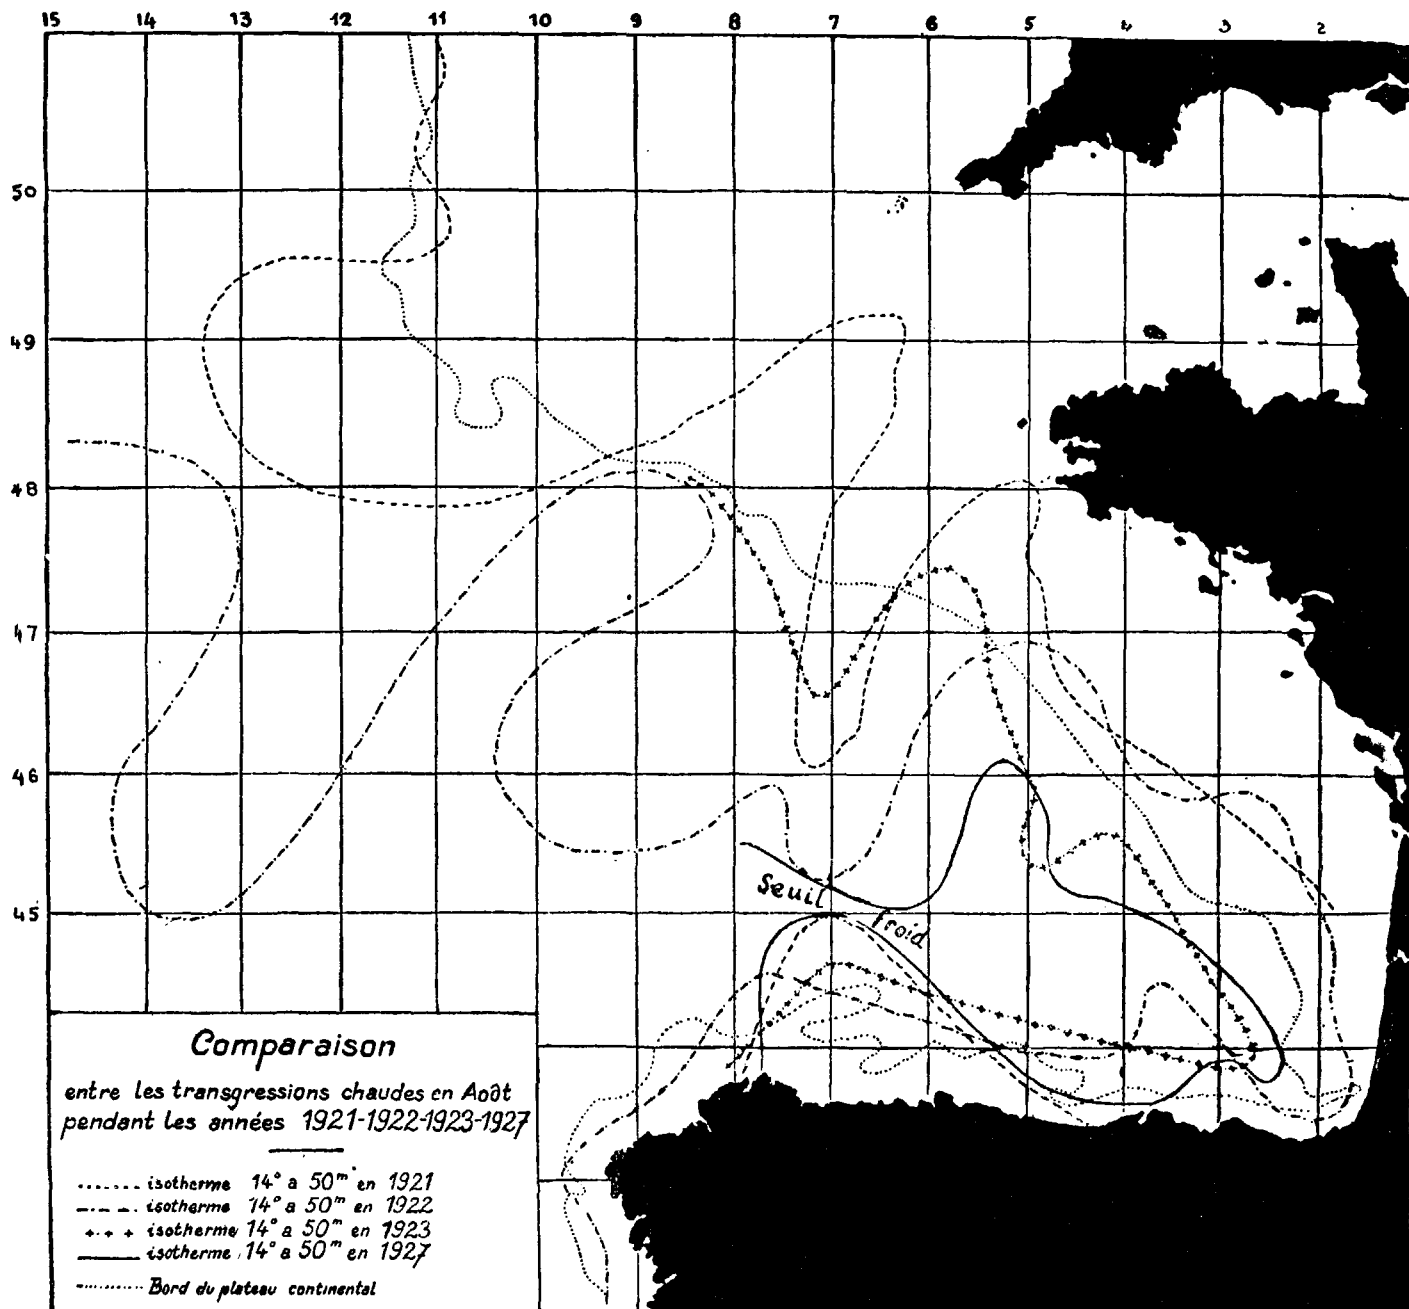 15 14 13 12 11 10 9 8 7 6 5 4 3 2
50
49
48
47
46
45
Seuil
froid
Comparaison
entre les transgressions chaudes en Août
pendant les années 1921-1922-1923-1927
isotherme 14° a 50m en 1921
isotherme 14° a 50m en 1922
isotherme 14° a 50m en 1923
isotherme 14° a 50m en 1927
Bord du plateau continental